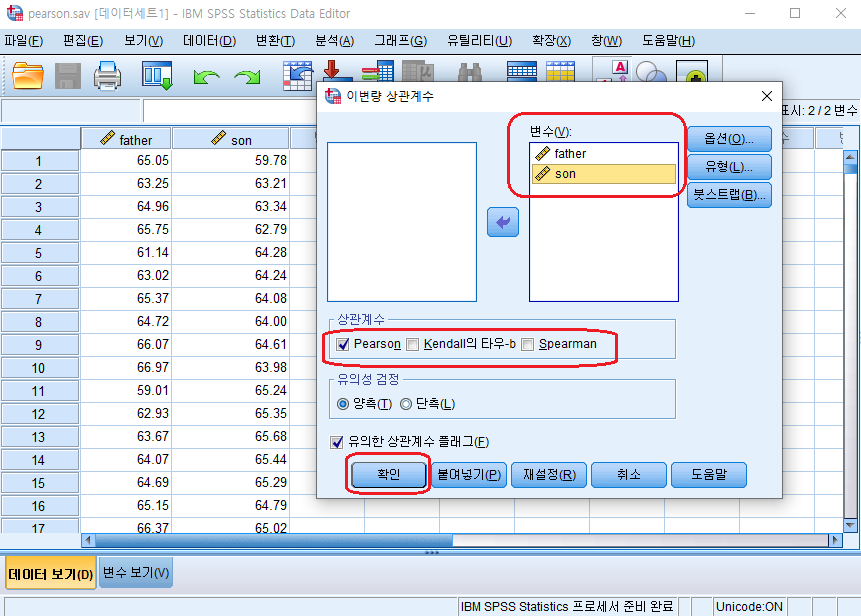 pearson.sav [데이터세트1] - IBM SPSS Statistics Data Editor
파일(F) 편집(E) 보기(V) 데이터(D) 변환(T) 분석(A) 그래프(G) 유틸리티(U) 확장(X) 창(W) 도움말(H)
표시: 2 / 2 변수
father son
1 65.05 59.78
2 63.25 63.21
3 64.96 63.34
4 65.75 62.79
5 61.14 64.28
6 63.02 64.24
7 65.37 64.08
8 64.72 64.00
9 66.07 64.61
10 66.97 63.98
11 59.01 65.24
12 62.93 65.35
13 63.67 65.68
14 64.07 65.44
15 64.69 65.29
16 65.15 64.79
17 66.37 65.02
이변량 상관계수
변수(V):
father
son
옵션(O)...
유형(L)...
붓스트랩(B)...
상관계수
Pearson Kendall의 타우-b Spearman
유의성 검정
양측(T) 단측(L)
유의한 상관계수 플래그(F)
확인 붙여넣기(P) 재설정(R) 취소 도움말
데이터 보기(D) 변수 보기(V)
IBM SPSS Statistics 프로세서 준비 완료 Unicode:ON